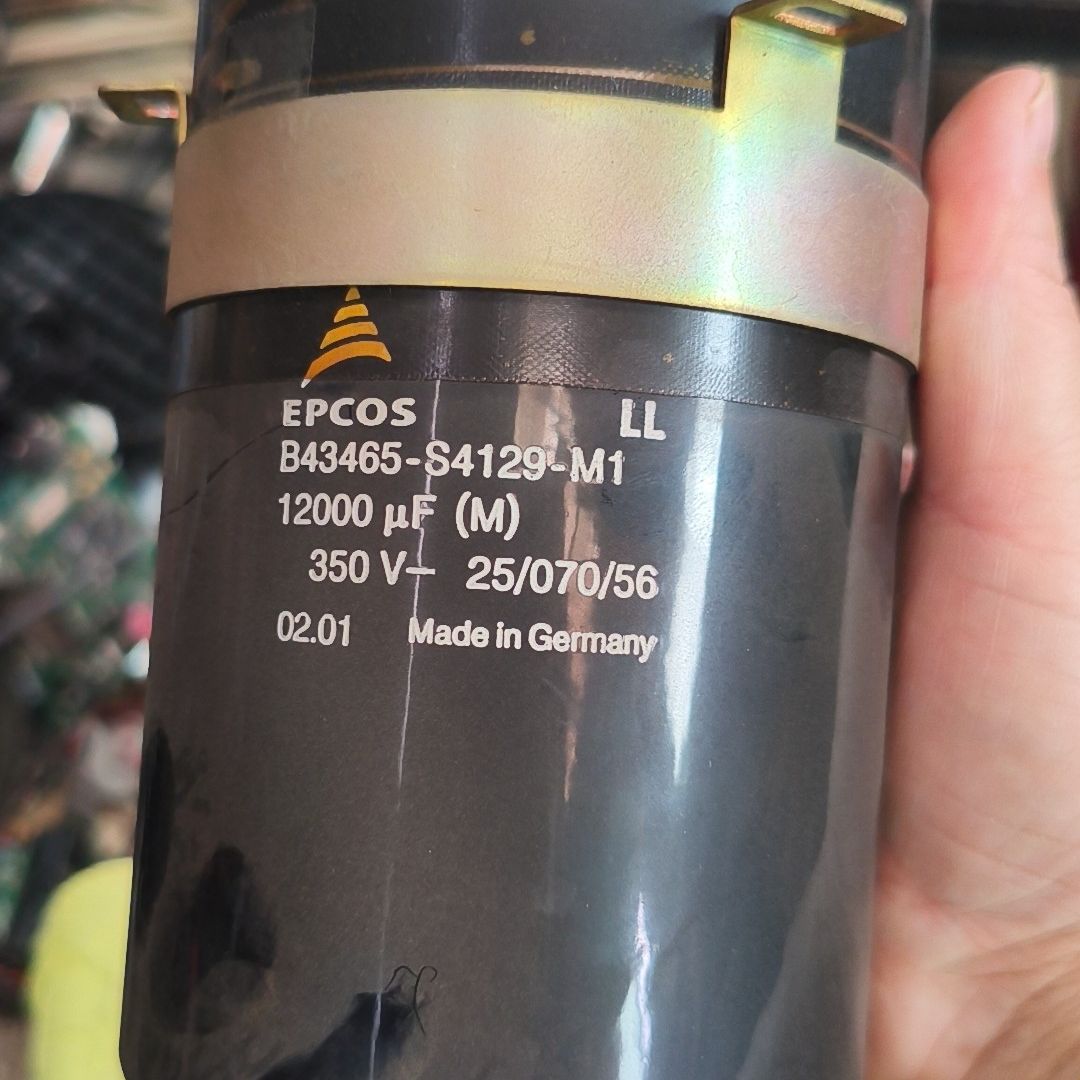 EPCOS LL
B43465-S4129-M1
12000 µF (M)
350 V– 25/070/56
02.01 Made in Germany